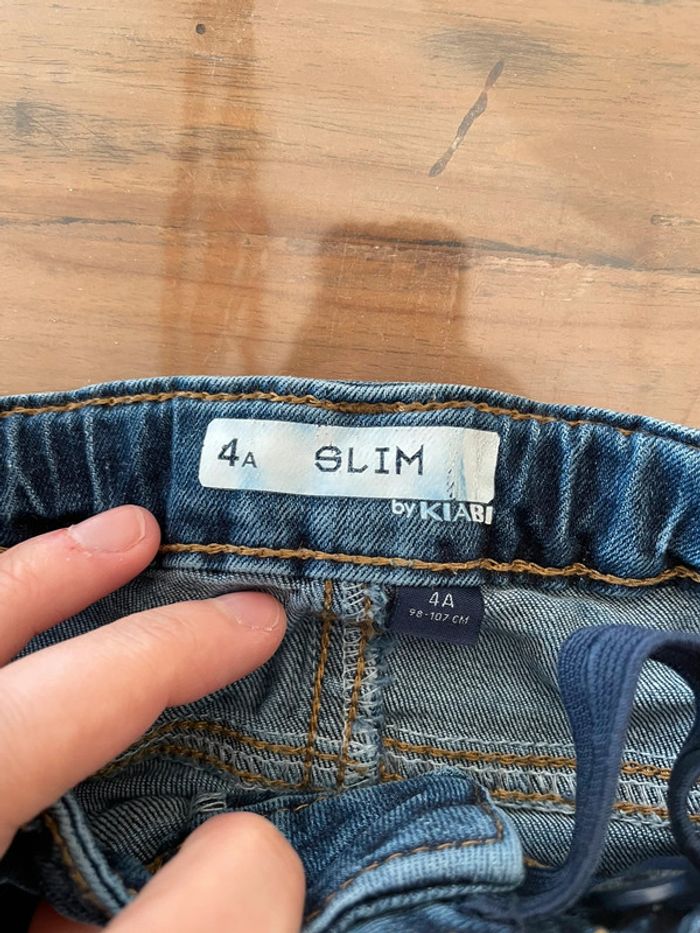 4A SLIM
by KIABI
4A
98-107 CM